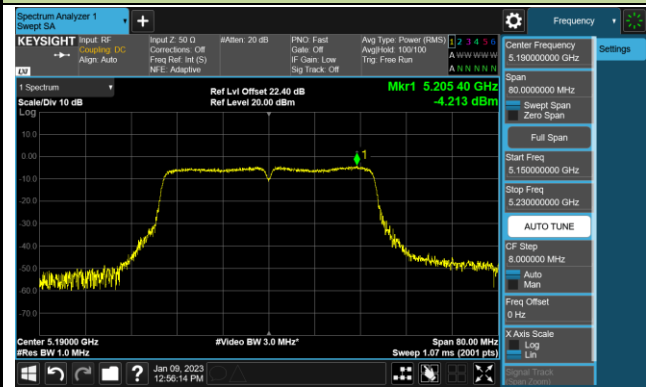 Spectrum Analyzer 1
Swept SA
Frequency
KEYSIGHT
Input: RF
Coupling: DC
Align: Auto
Input Z: 50 Ω
Corrections: Off
Freq Ref: Int (S)
NFE: Adaptive
#Atten: 20 dB
PNO: Fast
Gate: Off
IF Gain: Low
Sig Track: Off
Avg Type: Power (RMS)
Avg|Hold: 100/100
Trig: Free Run
1 2 3 4 5 6
A W W W W W
A N N N N N
LXI
1 Spectrum
Scale/Div 10 dB
Log
Ref Lvl Offset 22.40 dB
Ref Level 20.00 dBm
Mkr1 5.205 40 GHz
-4.213 dBm
10.0
0.00
-10.0
-20.0
-30.0
-40.0
-50.0
-60.0
-70.0
1
Center 5.19000 GHz
#Res BW 1.0 MHz
#Video BW 3.0 MHz*
Span 80.00 MHz
Sweep 1.07 ms (2001 pts)
Jan 09, 2023
12:56:14 PM
Center Frequency
5.190000000 GHz
Span
80.0000000 MHz
Swept Span
Zero Span
Full Span
Start Freq
5.150000000 GHz
Stop Freq
5.230000000 GHz
AUTO TUNE
CF Step
8.000000 MHz
Auto
Man
Freq Offset
0 Hz
X Axis Scale
Log
Lin
Signal Track
(Span Zoom)
Settings